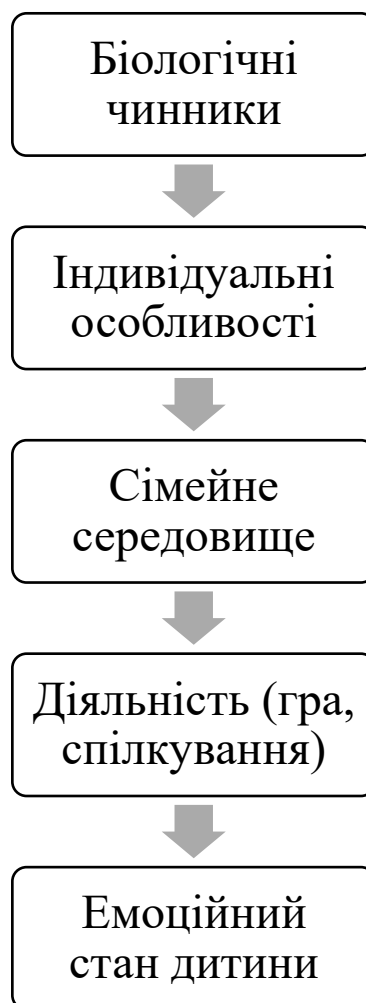 Біологічні
чинники
Індивідуальні
особливості
Сімейне
середовище
Діяльність (гра,
спілкування)
Емоційний
стан дитини